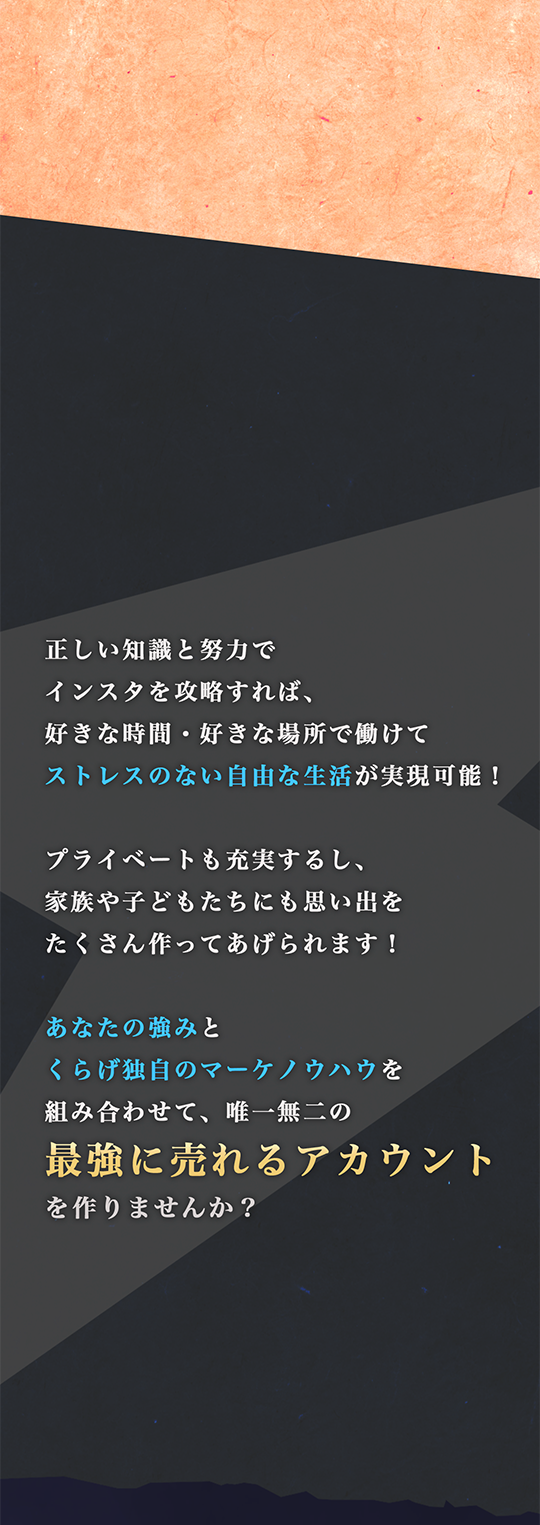 正しい知識と努力で
インスタを攻略すれば、
好きな時間・好きな場所で働けて
ストレスのない自由な生活が実現可能！
プライベートも充実するし、
家族や子どもたちにも思い出を
たくさん作ってあげられます！
あなたの強みと
くらげ独自のマーケノウハウを
組み合わせて、唯一無二の
最強に売れるアカウント
を作りませんか？